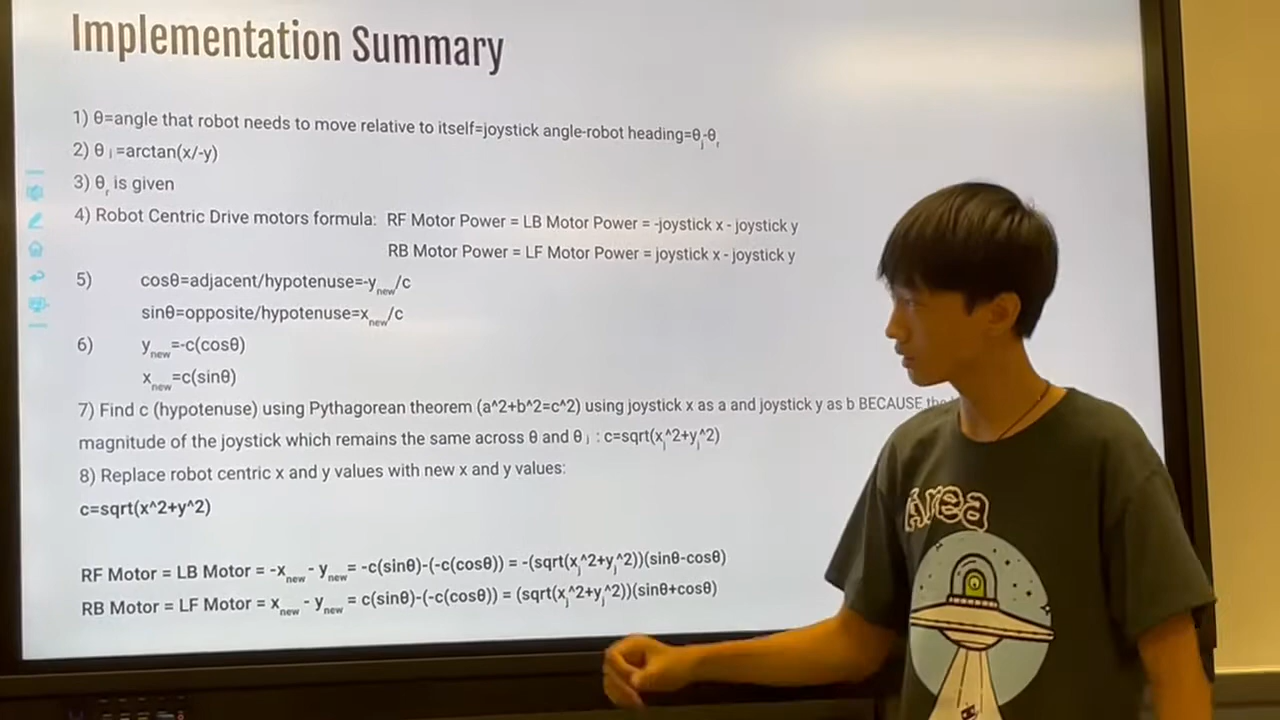 Implementation Summary
1) θ=angle that robot needs to move relative to itself=joystick angle-robot heading=θj-θr
2) θj=arctan(x/-y)
3) θr is given
4) Robot Centric Drive motors formula: RF Motor Power = LB Motor Power = -joystick x - joystick y
RB Motor Power = LF Motor Power = joystick x - joystick y
5) cosθ=adjacent/hypotenuse=-ynew/c
sinθ=opposite/hypotenuse=xnew/c
6) ynew=-c(cosθ)
xnew=c(sinθ)
7) Find c (hypotenuse) using Pythagorean theorem (a^2+b^2=c^2) using joystick x as a and joystick y as b BECAUSE
magnitude of the joystick which remains the same across θ and θj : c=sqrt(xj^2+yj^2)
8) Replace robot centric x and y values with new x and y values:
c=sqrt(x^2+y^2)
RF Motor = LB Motor = -xnew - ynew= -c(sinθ)-(-c(cosθ)) = -(sqrt(xj^2+yj^2))(sinθ-cosθ)
RB Motor = LF Motor = xnew - ynew = c(sinθ)-(-c(cosθ)) = (sqrt(xj^2+yj^2))(sinθ+cosθ)
Area